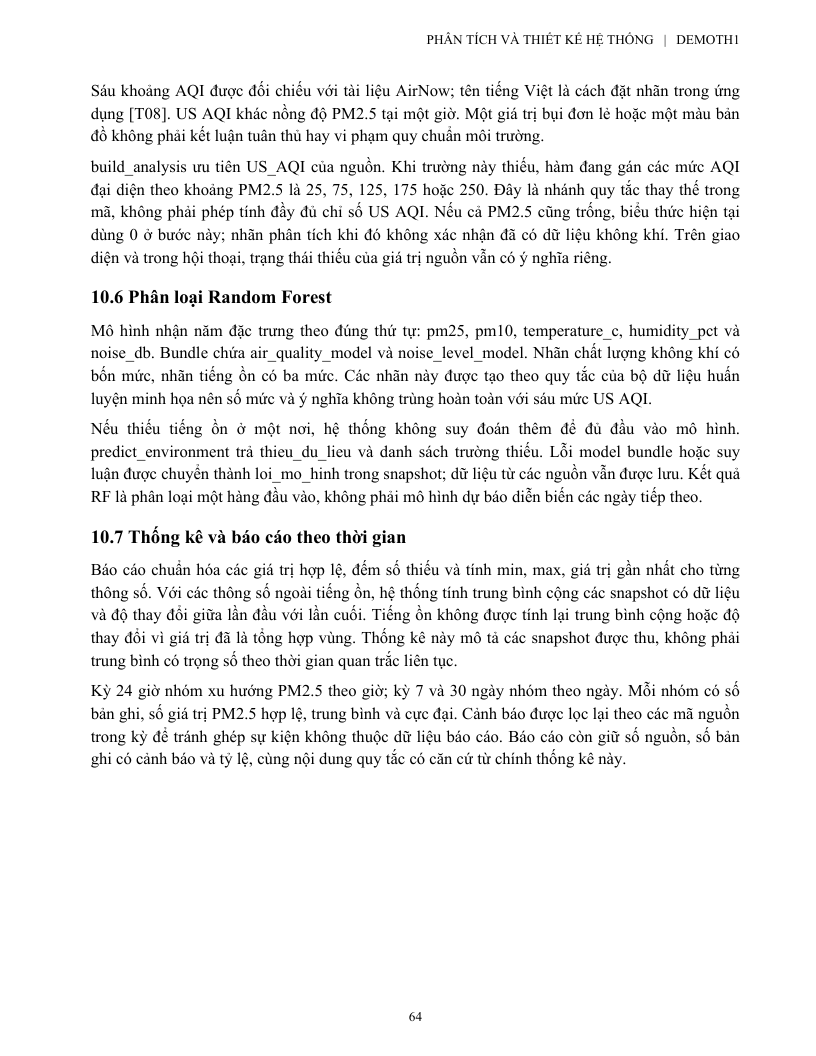 PHÂN TÍCH VÀ THIẾT KẾ HỆ THỐNG | DEMOTH1
Sáu khoảng AQI được đối chiếu với tài liệu AirNow; tên tiếng Việt là cách đặt nhãn trong ứng
dụng [T08]. US AQI khác nồng độ PM2.5 tại một giờ. Một giá trị bụi đơn lẻ hoặc một màu bản
đồ không phải kết luận tuân thủ hay vi phạm quy chuẩn môi trường.
build_analysis ưu tiên US_AQI của nguồn. Khi trường này thiếu, hàm đang gán các mức AQI
đại diện theo khoảng PM2.5 là 25, 75, 125, 175 hoặc 250. Đây là nhánh quy tắc thay thế trong
mã, không phải phép tính đầy đủ chỉ số US AQI. Nếu cả PM2.5 cũng trống, biểu thức hiện tại
dùng 0 ở bước này; nhãn phân tích khi đó không xác nhận đã có dữ liệu không khí. Trên giao
diện và trong hội thoại, trạng thái thiếu của giá trị nguồn vẫn có ý nghĩa riêng.
10.6 Phân loại Random Forest
Mô hình nhận năm đặc trưng theo đúng thứ tự: pm25, pm10, temperature_c, humidity_pct và
noise_db. Bundle chứa air_quality_model và noise_level_model. Nhãn chất lượng không khí có
bốn mức, nhãn tiếng ồn có ba mức. Các nhãn này được tạo theo quy tắc của bộ dữ liệu huấn
luyện minh họa nên số mức và ý nghĩa không trùng hoàn toàn với sáu mức US AQI.
Nếu thiếu tiếng ồn ở một nơi, hệ thống không suy đoán thêm để đủ đầu vào mô hình.
predict_environment trả thieu_du_lieu và danh sách trường thiếu. Lỗi model bundle hoặc suy
luận được chuyển thành loi_mo_hinh trong snapshot; dữ liệu từ các nguồn vẫn được lưu. Kết quả
RF là phân loại một hàng đầu vào, không phải mô hình dự báo diễn biến các ngày tiếp theo.
10.7 Thống kê và báo cáo theo thời gian
Báo cáo chuẩn hóa các giá trị hợp lệ, đếm số thiếu và tính min, max, giá trị gần nhất cho từng
thông số. Với các thông số ngoài tiếng ồn, hệ thống tính trung bình cộng các snapshot có dữ liệu
và độ thay đổi giữa lần đầu với lần cuối. Tiếng ồn không được tính lại trung bình cộng hoặc độ
thay đổi vì giá trị đã là tổng hợp vùng. Thống kê này mô tả các snapshot được thu, không phải
trung bình có trọng số theo thời gian quan trắc liên tục.
Kỳ 24 giờ nhóm xu hướng PM2.5 theo giờ; kỳ 7 và 30 ngày nhóm theo ngày. Mỗi nhóm có số
bản ghi, số giá trị PM2.5 hợp lệ, trung bình và cực đại. Cảnh báo được lọc lại theo các mã nguồn
trong kỳ để tránh ghép sự kiện không thuộc dữ liệu báo cáo. Báo cáo còn giữ số nguồn, số bản
ghi có cảnh báo và tỷ lệ, cùng nội dung quy tắc có căn cứ từ chính thống kê này.
64